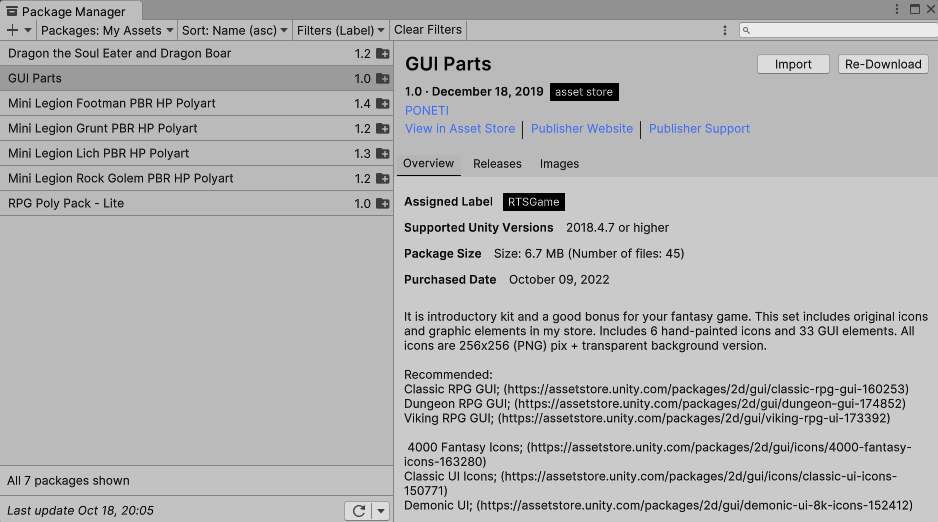 Package Manager
Packages: My Assets Sort: Name (asc) Filters (Label) Clear Filters
Dragon the Soul Eater and Dragon Boar 1.2
GUI Parts 1.0
Mini Legion Footman PBR HP Polyart 1.4
Mini Legion Grunt PBR HP Polyart 1.2
Mini Legion Lich PBR HP Polyart 1.3
Mini Legion Rock Golem PBR HP Polyart 1.2
RPG Poly Pack - Lite 1.0
All 7 packages shown
Last update Oct 18, 20:05
GUI Parts
Import Re-Download
1.0 · December 18, 2019 asset store
PONETI
View in Asset Store Publisher Website Publisher Support
Overview Releases Images
Assigned Label RTSGame
Supported Unity Versions 2018.4.7 or higher
Package Size Size: 6.7 MB (Number of files: 45)
Purchased Date October 09, 2022
It is introductory kit and a good bonus for your fantasy game. This set includes original icons
and graphic elements in my store. Includes 6 hand-painted icons and 33 GUI elements. All
icons are 256x256 (PNG) pix + transparent background version.
Recommended:
Classic RPG GUI; (https://assetstore.unity.com/packages/2d/gui/classic-rpg-gui-160253)
Dungeon RPG GUI; (https://assetstore.unity.com/packages/2d/gui/dungeon-gui-174852)
Viking RPG GUI; (https://assetstore.unity.com/packages/2d/gui/viking-rpg-ui-173392)
4000 Fantasy Icons; (https://assetstore.unity.com/packages/2d/gui/icons/4000-fantasy-
icons-163280)
Classic UI Icons; (https://assetstore.unity.com/packages/2d/gui/icons/classic-ui-icons-
150771)
Demonic UI; (https://assetstore.unity.com/packages/2d/gui/demonic-ui-8k-icons-152412)